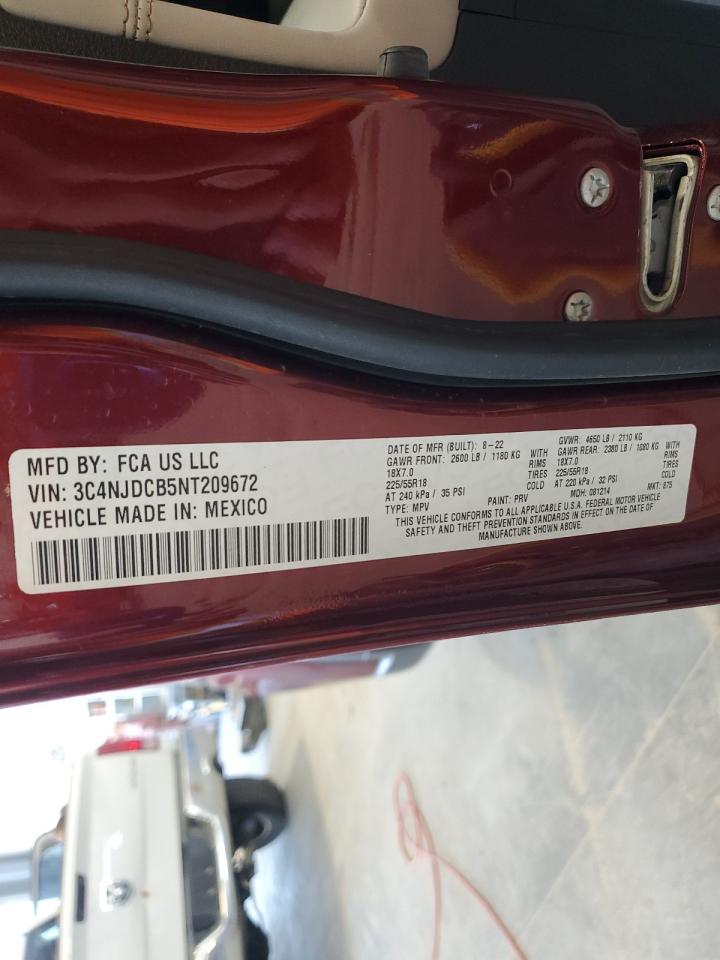 MFD BY: FCA US LLC
VIN: 3C4NJDCB5NT209672
VEHICLE MADE IN: MEXICO
DATE OF MFR (BUILT): 8-22 GVWR: 4650 LB / 2110 KG
GAWR FRONT: 2600 LB / 1180 KG WITH GAWR REAR: 2380 LB / 1080 KG WITH
18X7.0 RIMS 18X7.0 RIMS
225/55R18 TIRES 225/55R18 TIRES
AT 240 kPa / 35 PSI COLD AT 220 kPa / 32 PSI COLD
TYPE: MPV PAINT: PRV MDH: 081214 MKT: 875
THIS VEHICLE CONFORMS TO ALL APPLICABLE U.S.A. FEDERAL MOTOR VEHICLE
SAFETY AND THEFT PREVENTION STANDARDS IN EFFECT ON THE DATE OF
MANUFACTURE SHOWN ABOVE.